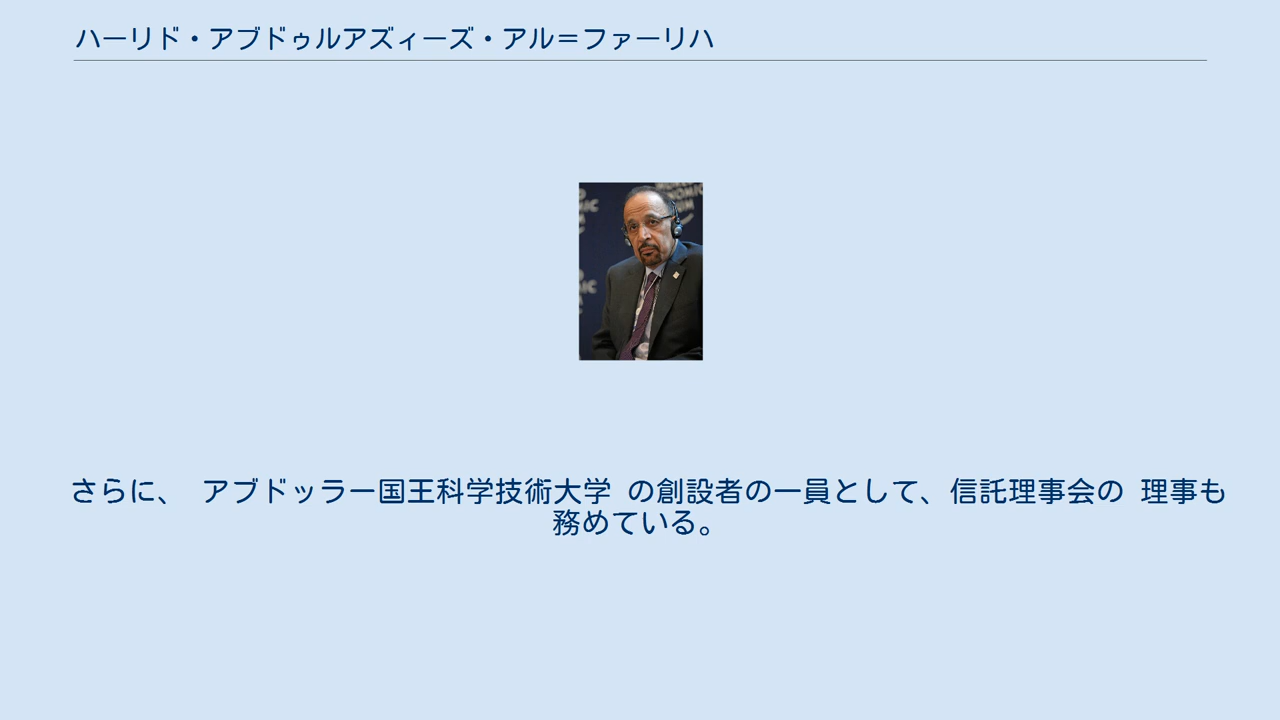 ハーリド・アブドゥルアズィーズ・アル＝ファーリハ
さらに、 アブドッラー国王科学技術大学 の創設者の一員として、信託理事会の 理事も
務めている。